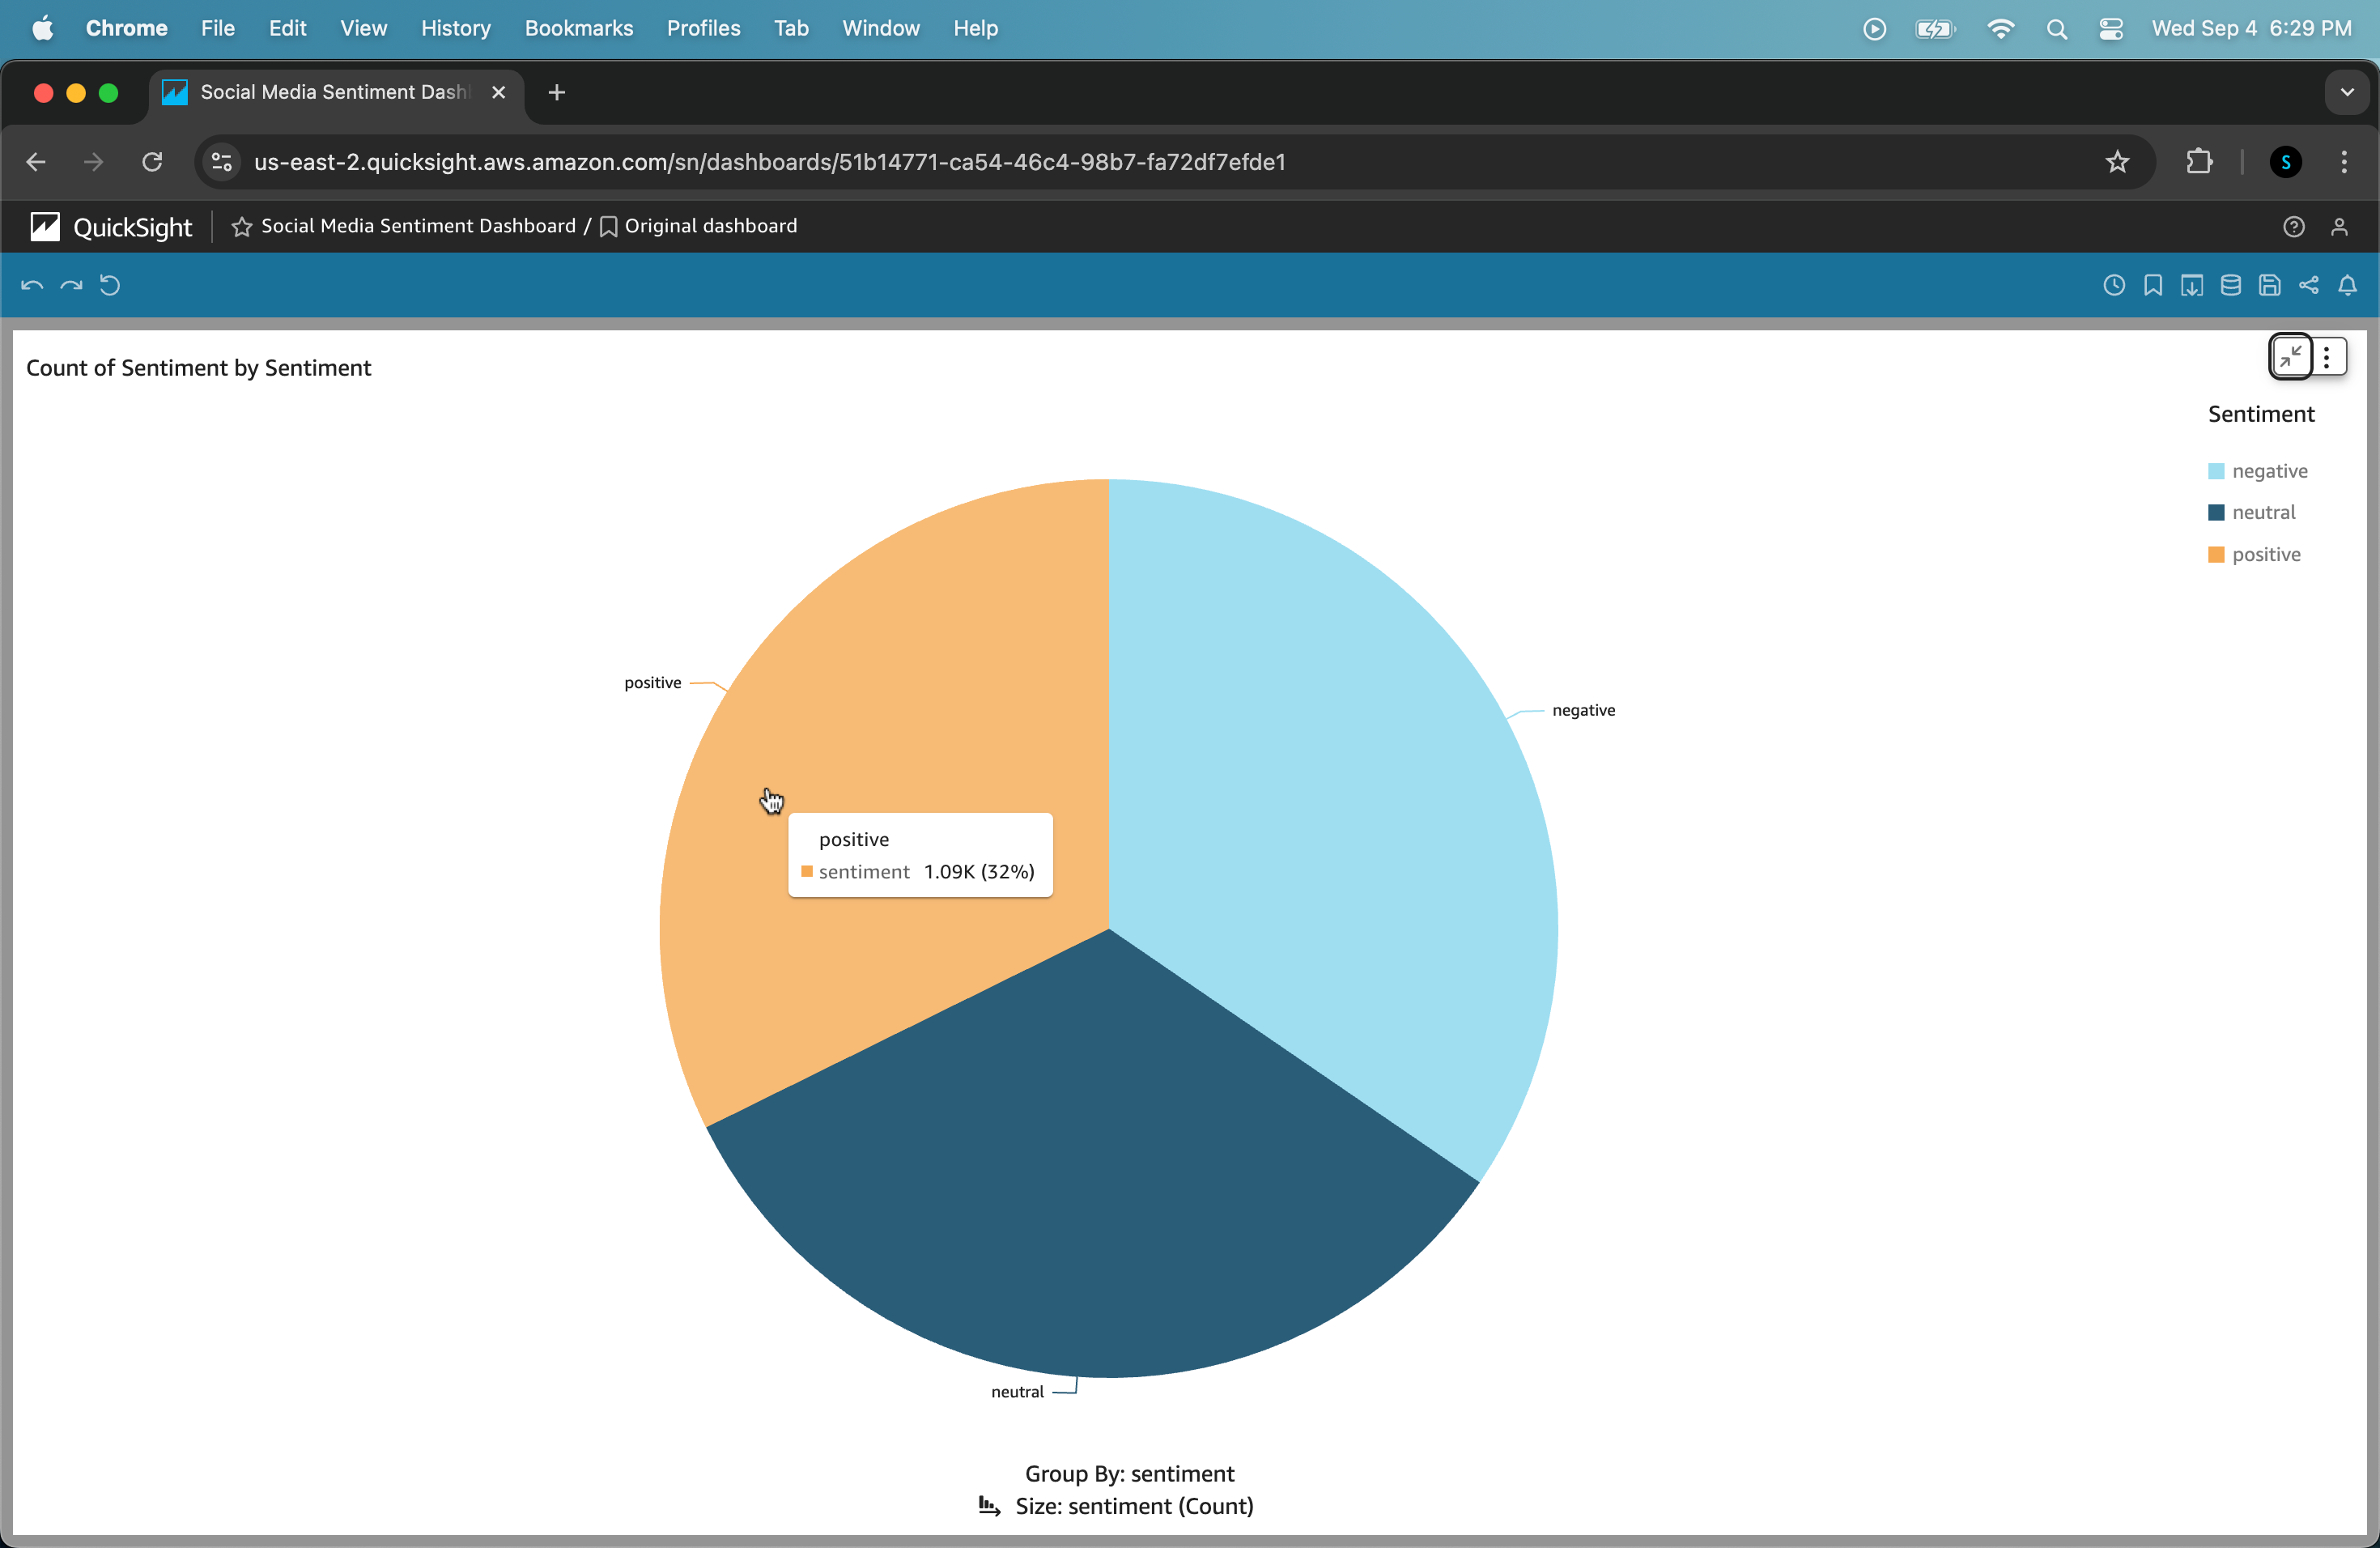 Chrome File Edit View History Bookmarks Profiles Tab Window Help Wed Sep 4 6:29 PM
Social Media Sentiment Dash
us-east-2.quicksight.aws.amazon.com/sn/dashboards/51b14771-ca54-46c4-98b7-fa72df7efde1 S
QuickSight Social Media Sentiment Dashboard / Original dashboard
Count of Sentiment by Sentiment
Sentiment
negative
neutral
positive
positive
negative
positive
sentiment 1.09K (32%)
neutral
Group By: sentiment
Size: sentiment (Count)